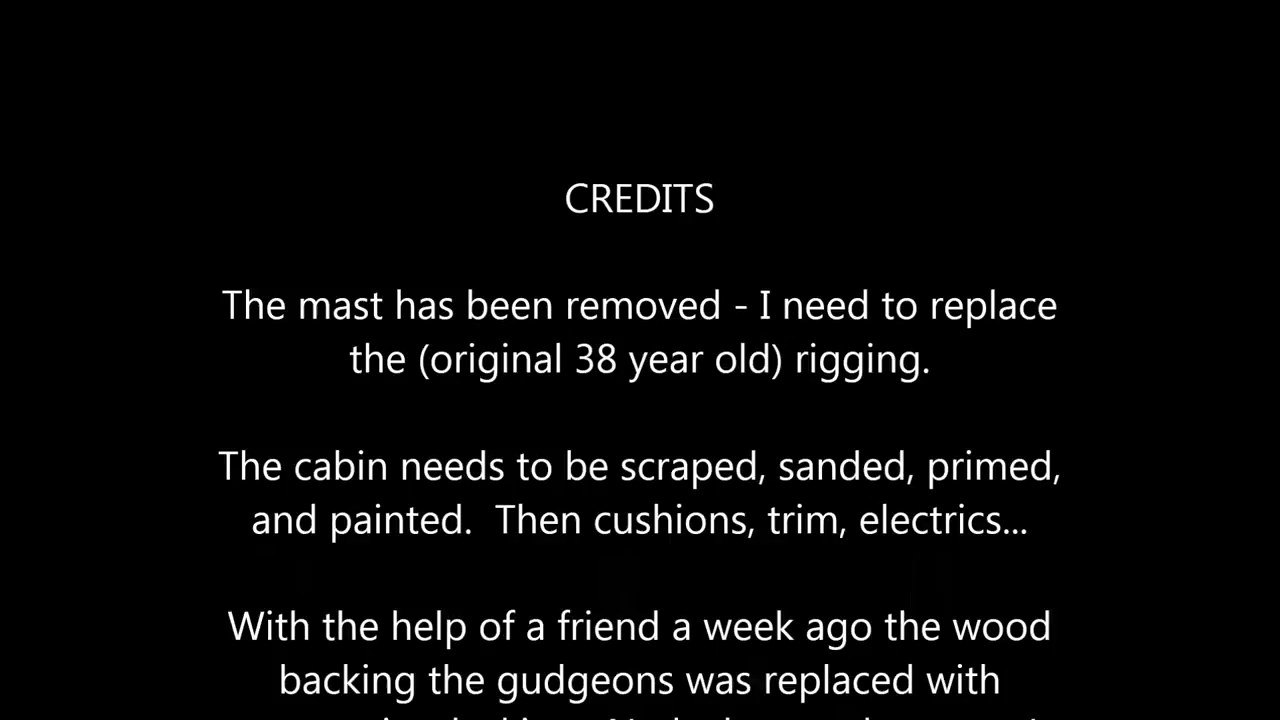 CREDITS
The mast has been removed - I need to replace
the (original 38 year old) rigging.
The cabin needs to be scraped, sanded, primed,
and painted.  Then cushions, trim, electrics...
With the help of a friend a week ago the wood
backing the gudgeons was replaced with